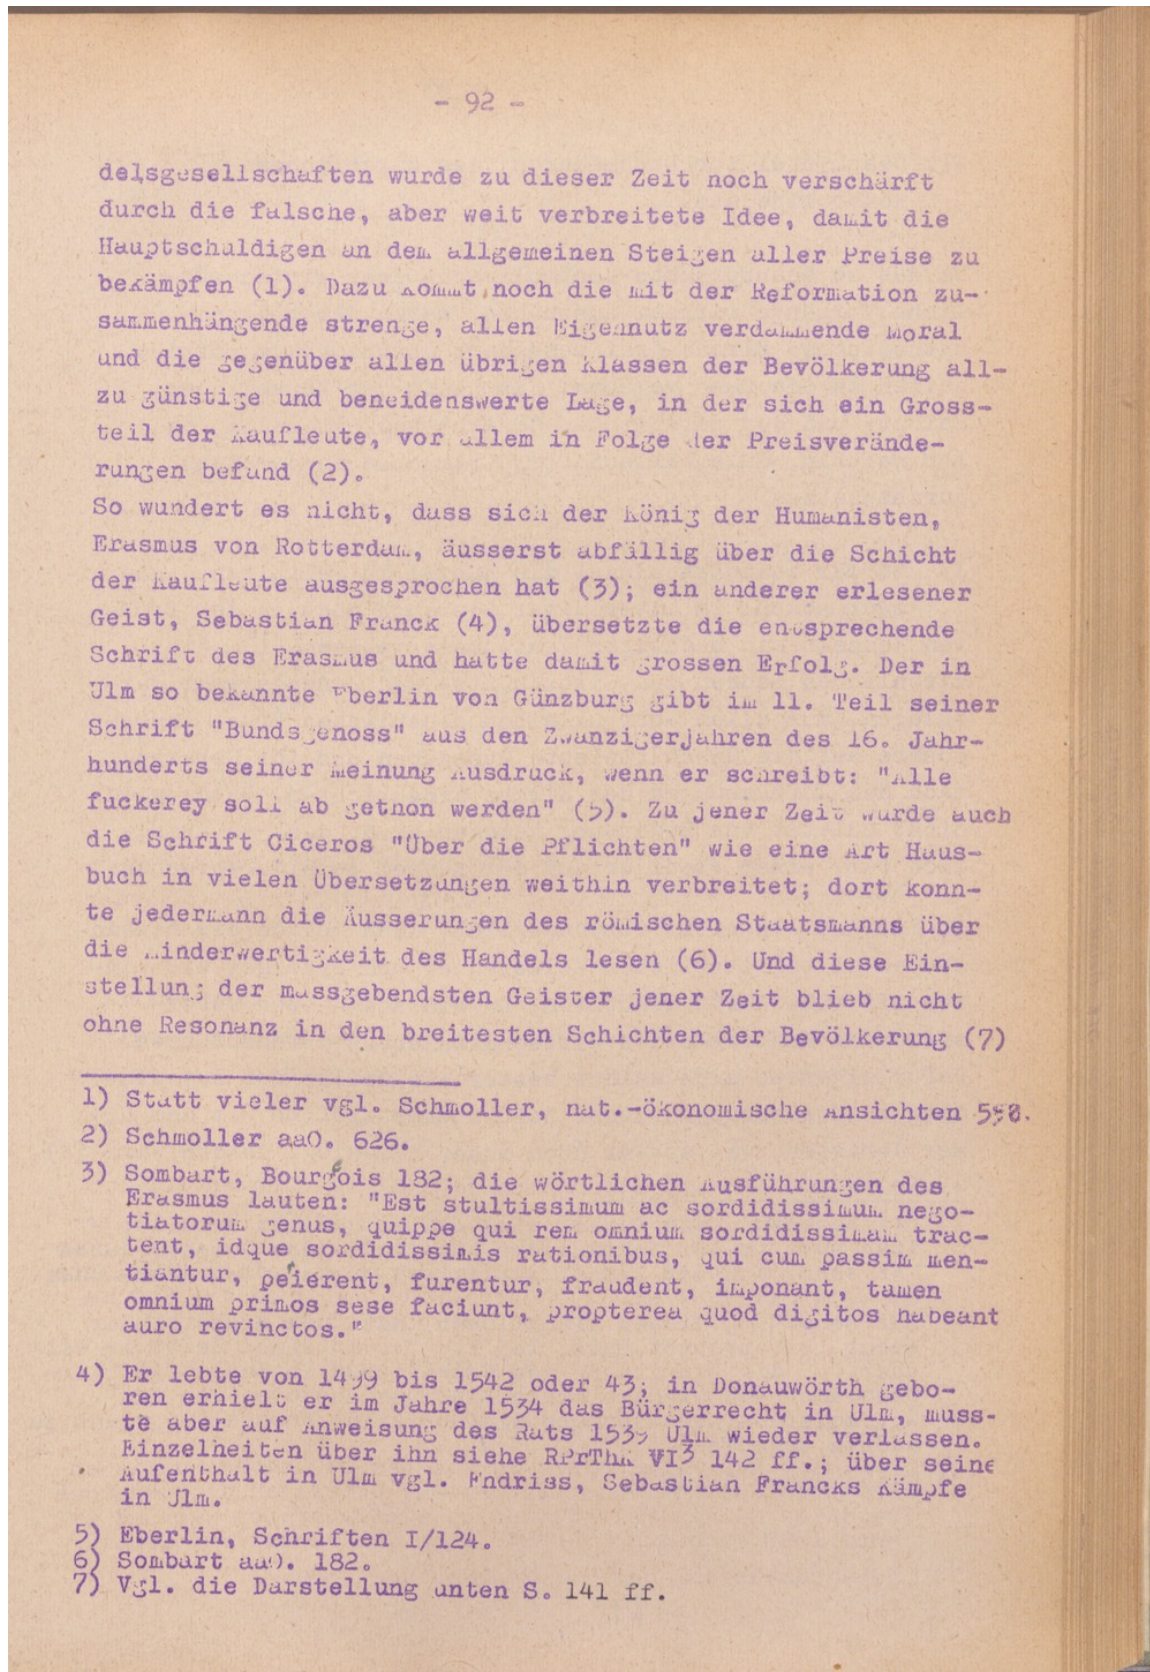 - 92 -
delsgesellschaften wurde zu dieser Zeit noch verschärft
durch die falsche, aber weit verbreitete Idee, damit die
Hauptschuldigen an dem allgemeinen Steigen aller Preise zu
bekämpfen (1). Dazu kommt noch die mit der Reformation zu-
sammenhängende strenge, allen Eigennutz verdammende Moral
und die gegenüber allen übrigen Klassen der Bevölkerung all-
zu günstige und beneidenswerte Lage, in der sich ein Gross-
teil der Kaufleute, vor allem in Folge der Preisverände-
rungen befand (2).
So wundert es nicht, dass sich der König der Humanisten,
Erasmus von Rotterdam, äusserst abfällig über die Schicht
der Kaufleute ausgesprochen hat (3); ein anderer erlesener
Geist, Sebastian Franck (4), übersetzte die entsprechende
Schrift des Erasmus und hatte damit grossen Erfolg. Der in
Ulm so bekannte Eberlin von Günzburg gibt im 11. Teil seiner
Schrift "Bundsgenoss" aus den Zwanzigerjahren des 16. Jahr-
hunderts seiner Meinung Ausdruck, wenn er schreibt: "Alle
fuckerey soll ab gethon werden" (5). Zu jener Zeit wurde auch
die Schrift Ciceros "Über die Pflichten" wie eine Art Haus-
buch in vielen Übersetzungen weithin verbreitet; dort konn-
te jedermann die Äusserungen des römischen Staatsmanns über
die Minderwertigkeit des Handels lesen (6). Und diese Ein-
stellung der massgebendsten Geister jener Zeit blieb nicht
ohne Resonanz in den breitesten Schichten der Bevölkerung (7)
1) Statt vieler vgl. Schmoller, nat.-ökonomische Ansichten
2) Schmoller aaO. 626.
3) Sombart, Bourgeois 182; die wörtlichen Ausführungen des
Erasmus lauten: "Est stultissimum ac sordidissimum nego-
tiatorum genus, quippe qui rem omnium sordidissimam trac-
tent, idque sordidissimis rationibus, qui cum passim men-
tiantur, peierent, furentur, fraudent, imponant, tamen
omnium primos sese faciunt, propterea quod digitos habeant
auro revinctos."
4) Er lebte von 1499 bis 1542 oder 43; in Donauwörth gebo-
ren erhielt er im Jahre 1534 das Bürgerrecht in Ulm, muss-
te aber auf Anweisung des Rats 1539 Ulm wieder verlassen.
Einzelheiten über ihn siehe RPrThK VI3 142 ff.; über seine
Aufenthalt in Ulm vgl. Endriss, Sebastian Francks Kämpfe
in Ulm.
5) Eberlin, Schriften I/124.
6) Sombart aaO. 182.
7) Vgl. die Darstellung unten S. 141 ff.